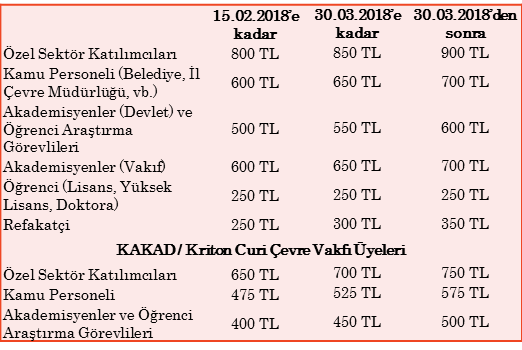 15.02.2018’e 30.03.2018’e 30.03.2018’den
kadar kadar sonra
Özel Sektör Katılımcıları 800 TL 850 TL 900 TL
Kamu Personeli (Belediye, İl
Çevre Müdürlüğü, vb.) 600 TL 650 TL 700 TL
Akademisyenler (Devlet) ve
Öğrenci Araştırma 500 TL 550 TL 600 TL
Görevlileri
Akademisyenler (Vakıf) 600 TL 650 TL 700 TL
Öğrenci (Lisans, Yüksek
Lisans, Doktora) 250 TL 250 TL 250 TL
Refakatçi 250 TL 300 TL 350 TL
KAKAD / Kriton Curi Çevre Vakfı Üyeleri
Özel Sektör Katılımcıları 650 TL 700 TL 750 TL
Kamu Personeli 475 TL 525 TL 575 TL
Akademisyenler ve Öğrenci
Araştırma Görevlileri 400 TL 450 TL 500 TL